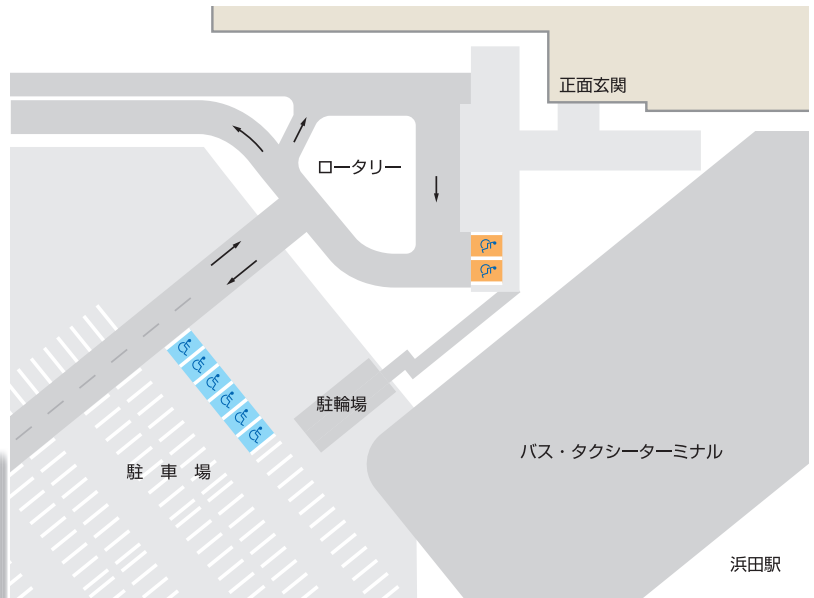 正面玄関
ロータリー
駐輪場
バス・タクシーターミナル
駐 車 場
浜田駅